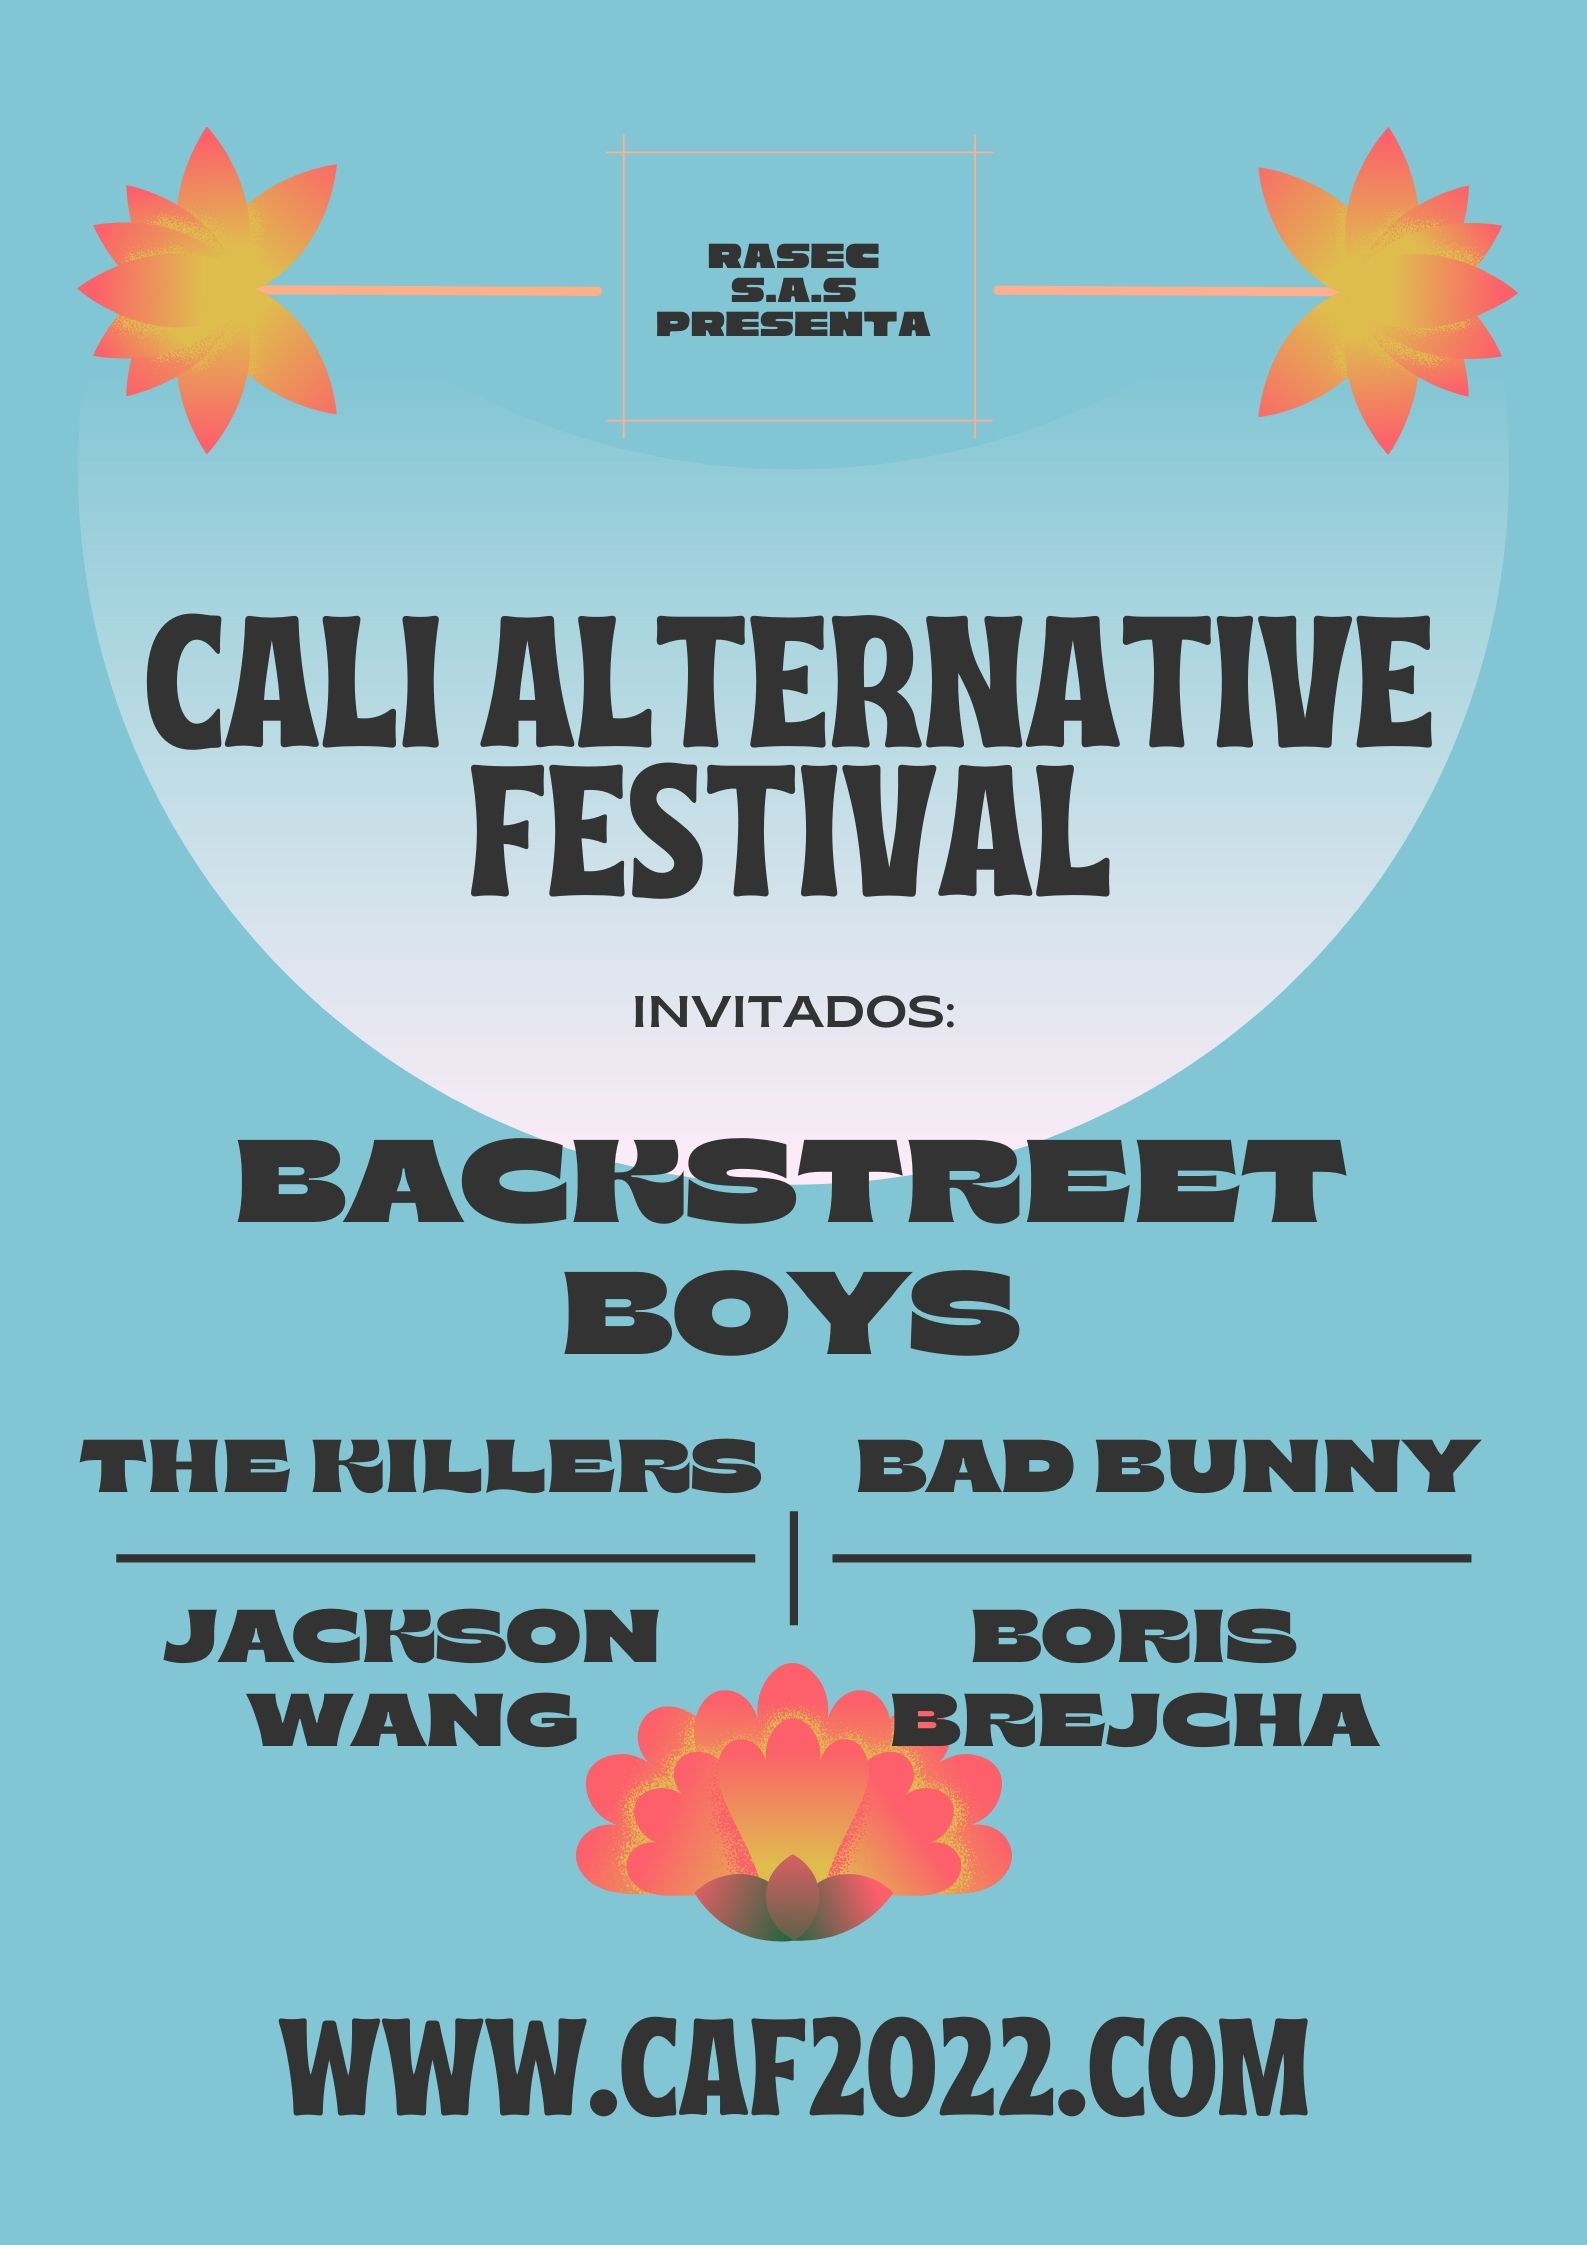 RASEC
S.A.S
PRESENTA
CALI ALTERNATIVE
FESTIVAL
INVITADOS:
BACKSTREET
BOYS
THE KILLERS
BAD BUNNY
JACKSON
WANG
BORIS
BREJCHA
WWW.CAF2022.COM